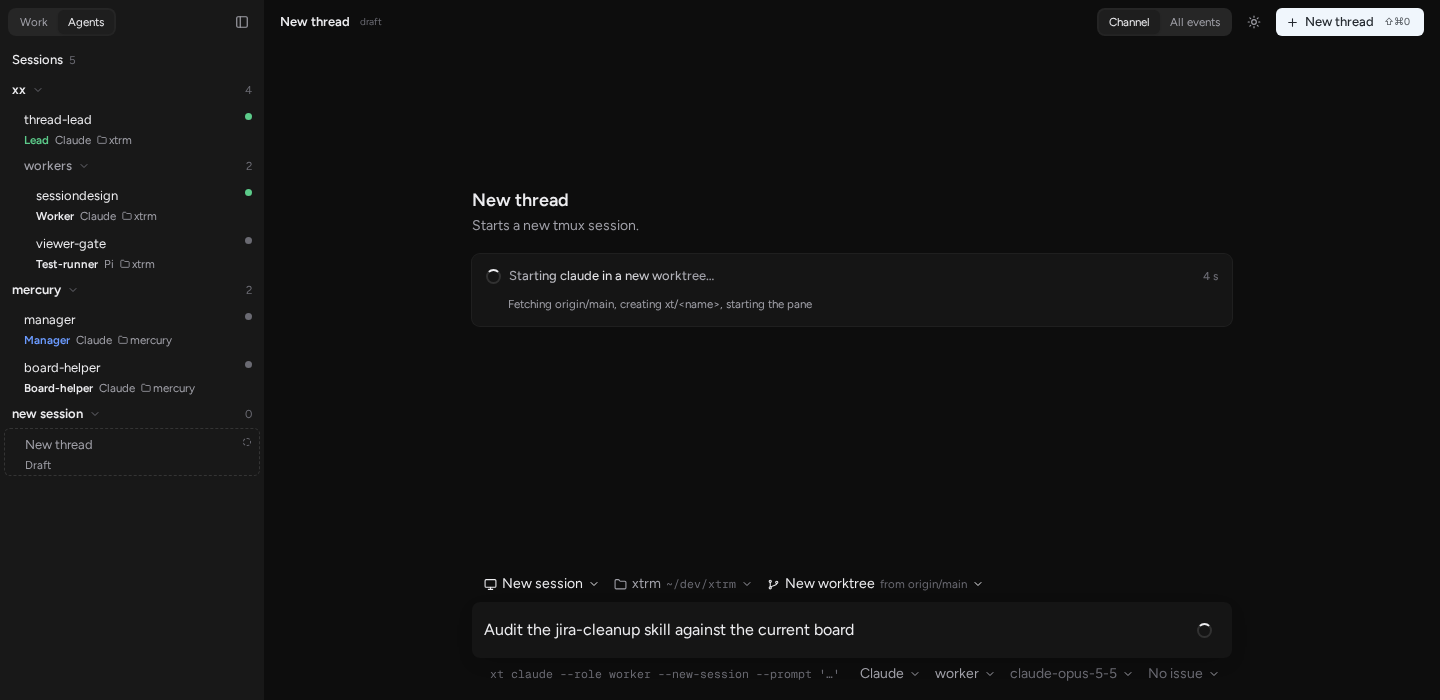 Work Agents
Sessions 5
xx 4
thread-lead
Lead Claude xtrm
workers 2
sessiondesign
Worker Claude xtrm
viewer-gate
Test-runner Pi xtrm
mercury 2
manager
Manager Claude mercury
board-helper
Board-helper Claude mercury
new session 0
New thread
Draft
New thread draft
Channel All events
+ New thread ⇧⌘0
New thread
Starts a new tmux session.
Starting claude in a new worktree… 4 s
Fetching origin/main, creating xt/<name>, starting the pane
New session xtrm ~/dev/xtrm New worktree from origin/main
Audit the jira-cleanup skill against the current board
xt claude --role worker --new-session --prompt '…' Claude worker claude-opus-5-5 No issue